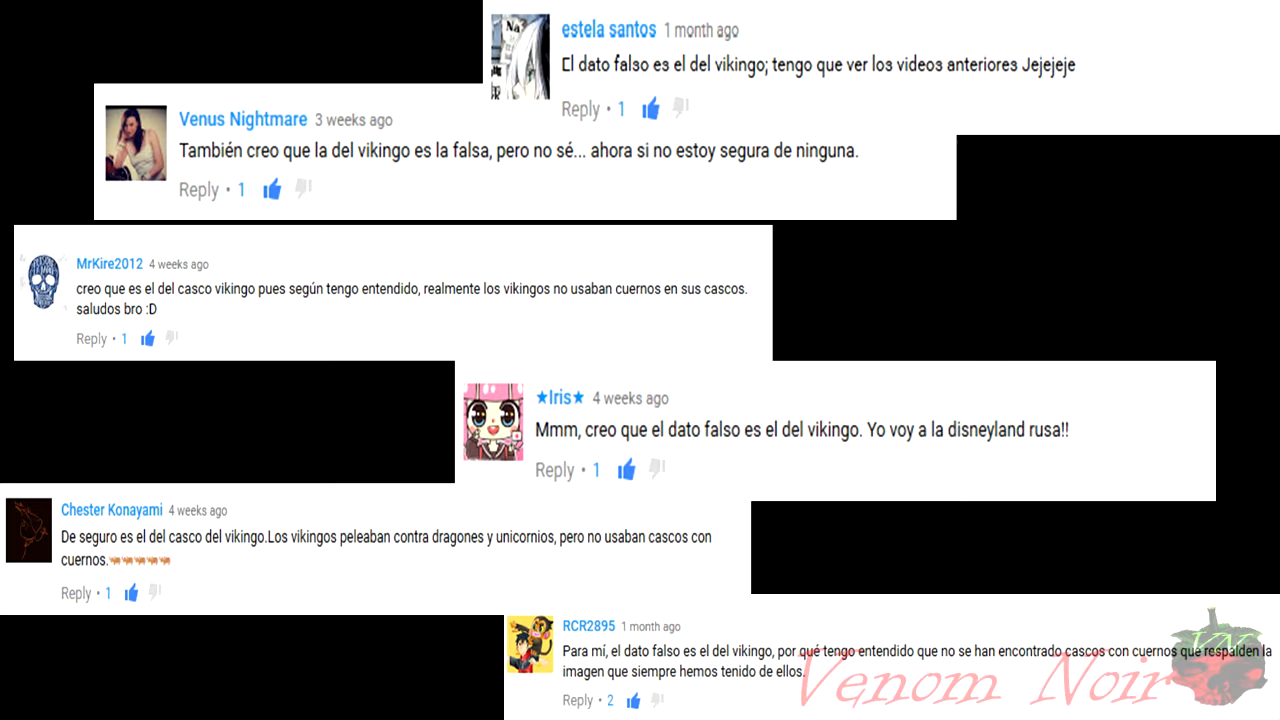 Na
estela santos 1 month ago
El dato falso es el del vikingo; tengo que ver los videos anteriores Jejejeje
Reply • 1
Venus Nightmare 3 weeks ago
También creo que la del vikingo es la falsa, pero no sé... ahora si no estoy segura de ninguna.
Reply • 1
MrKire2012 4 weeks ago
creo que es el del casco vikingo pues según tengo entendido, realmente los vikingos no usaban cuernos en sus cascos.
saludos bro :D
Reply • 1
★Iris★ 4 weeks ago
Mmm, creo que el dato falso es el del vikingo. Yo voy a la disneyland rusa!!
Reply • 1
Chester Konayami 4 weeks ago
De seguro es el del casco del vikingo.Los vikingos peleaban contra dragones y unicornios, pero no usaban cascos con
cuernos.🐂🐂🐂🐂🐂
Reply • 1
RCR2895 1 month ago
Para mí, el dato falso es el del vikingo, por qué tengo entendido que no se han encontrado cascos con cuernos que respalden la
imagen que siempre hemos tenido de ellos.
Reply • 2
VN
Venom Noir